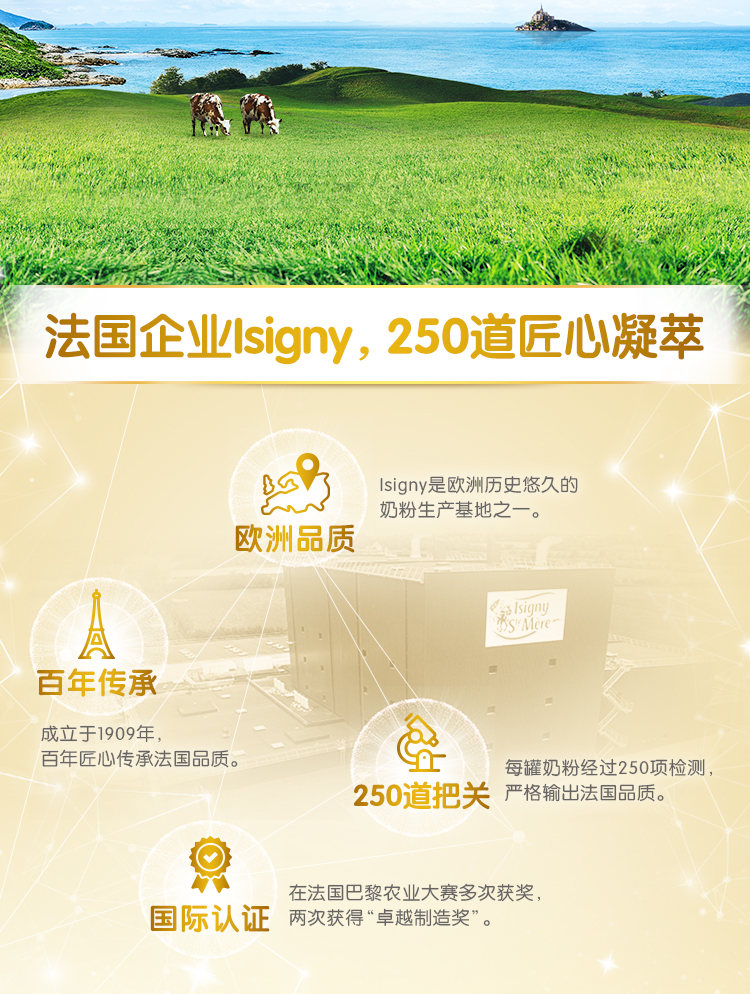 法国企业Isigny, 250道匠心凝萃
Isigny是欧洲历史悠久的
奶粉生产基地之一。
欧洲品质
Isigny
Ste Mère
百年传承
成立于1909年,
百年匠心传承法国品质。
250道把关
每罐奶粉经过250项检测,
严格输出法国品质。
国际认证
在法国巴黎农业大赛多次获奖,
两次获得“卓越制造奖”。